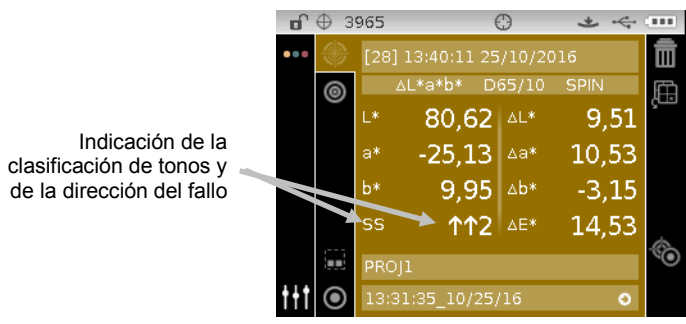 3965
[28] 13:40:11 25/10/2016
ΔL*a*b* D65/10 SPIN
L* 80,62 ΔL* 9,51
a* -25,13 Δa* 10,53
b* 9,95 Δb* -3,15
SS ↑↑2 ΔE* 14,53
PROJ1
13:31:35_10/25/16
Indicación de la
clasificación de tonos y
de la dirección del fallo